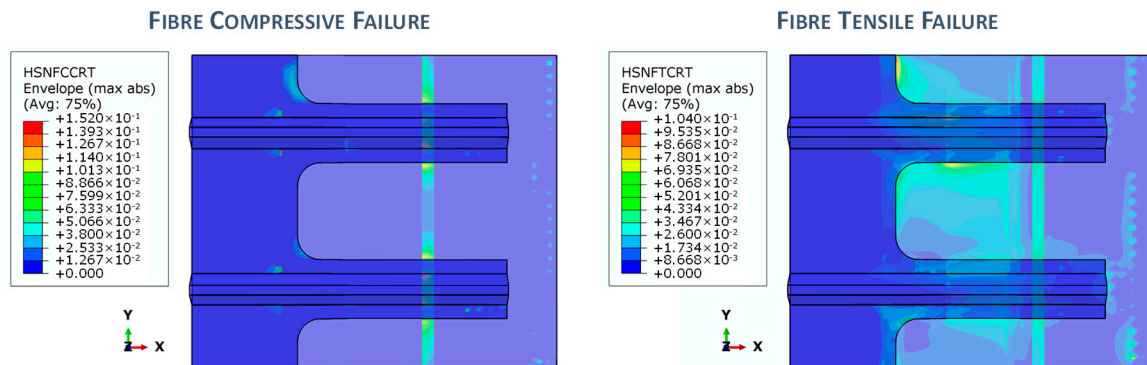 FIBRE COMPRESSIVE FAILURE
HSNFCCRT
Envelope (max abs)
(Avg: 75%)
+1.520×10⁻¹
+1.393×10⁻¹
+1.267×10⁻¹
+1.140×10⁻¹
+1.013×10⁻¹
+8.866×10⁻²
+7.599×10⁻²
+6.333×10⁻²
+5.066×10⁻²
+3.800×10⁻²
+2.533×10⁻²
+1.267×10⁻²
+0.000
Y
Z X
FIBRE TENSILE FAILURE
HSNFTCRT
Envelope (max abs)
(Avg: 75%)
+1.040×10⁻¹
+9.535×10⁻²
+8.668×10⁻²
+7.801×10⁻²
+6.935×10⁻²
+6.068×10⁻²
+5.201×10⁻²
+4.334×10⁻²
+3.467×10⁻²
+2.600×10⁻²
+1.734×10⁻²
+8.668×10⁻³
+0.000
Y
Z X